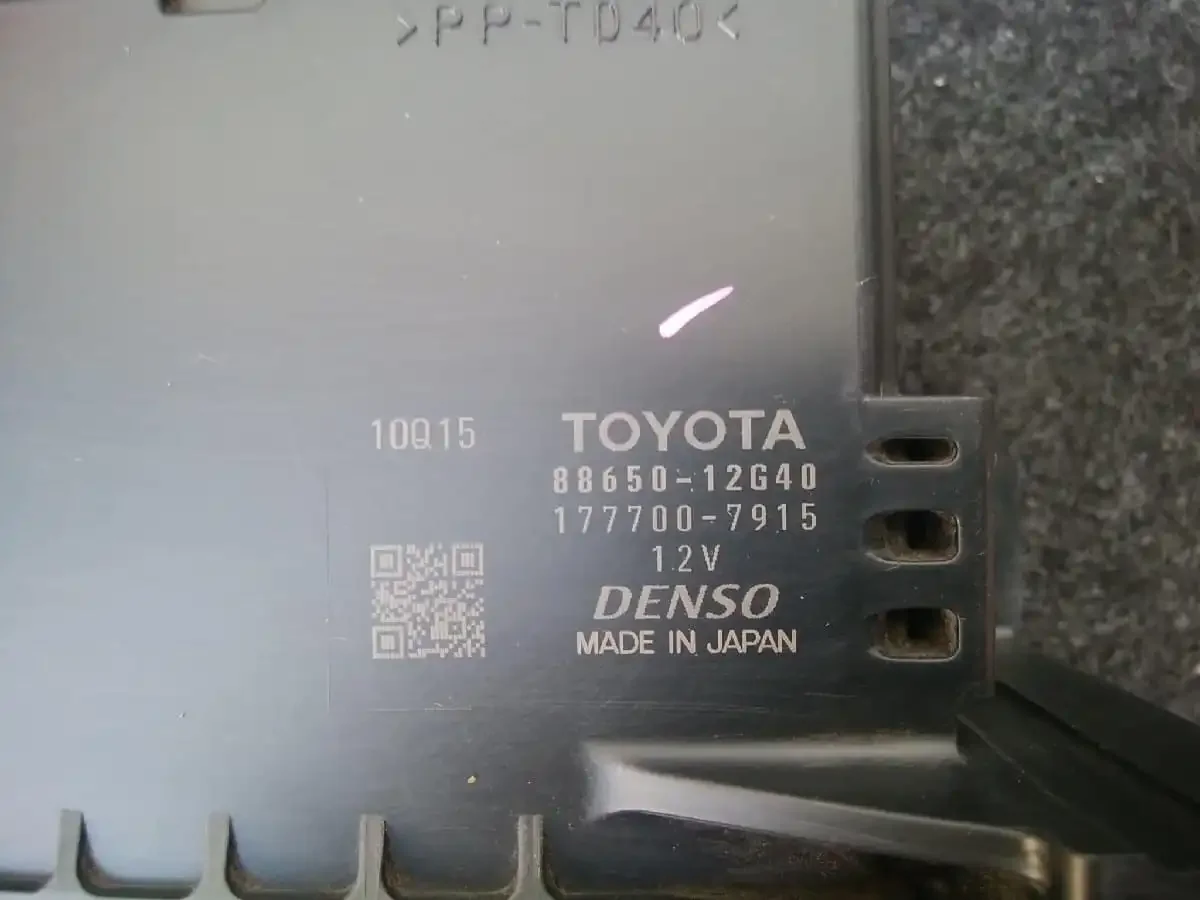 >PP-TD40<
10Q15
TOYOTA
88650-12G40
177700-7915
12V
DENSO
MADE IN JAPAN